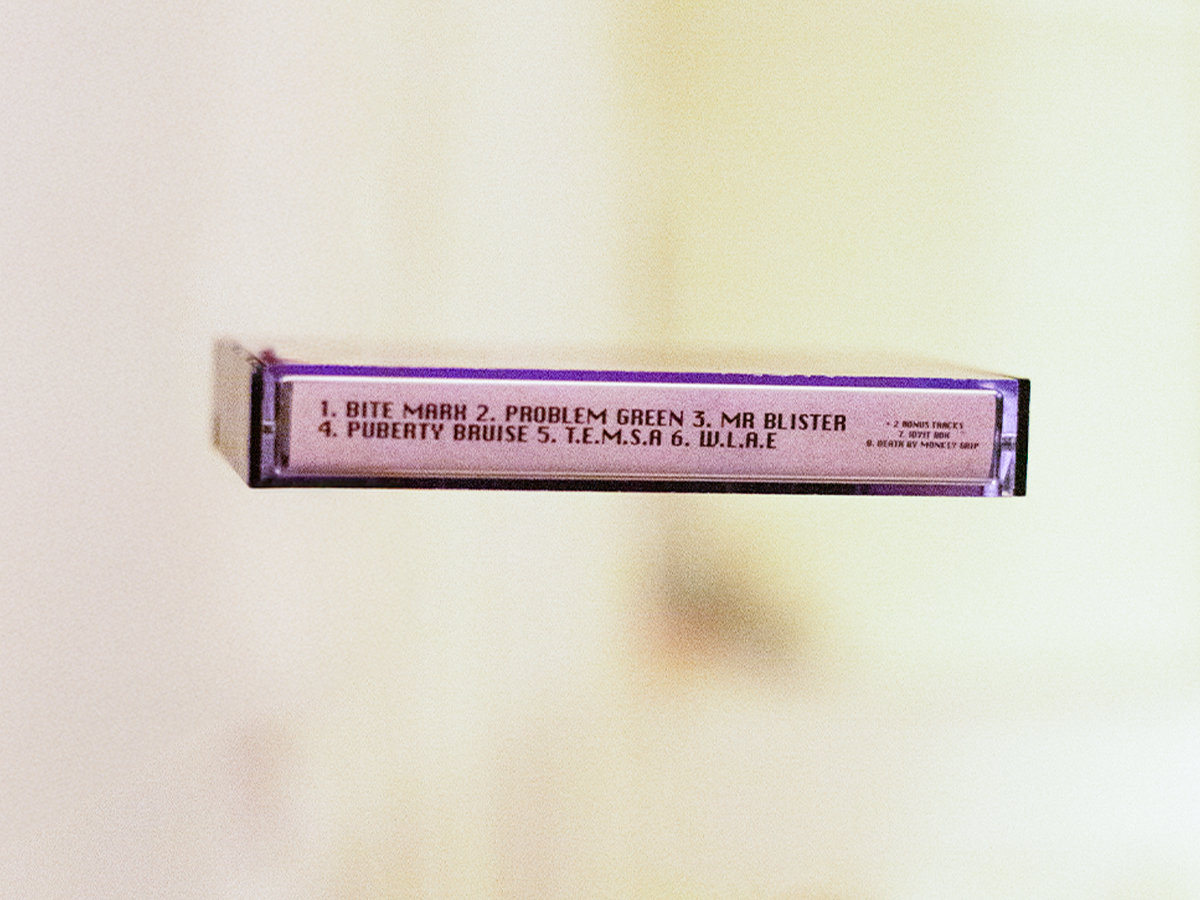 1. BITE MARK 2. PROBLEM GREEN 3. MR BLISTER
4. PUBERTY BRUISE 5. T.E.M.S.A 6. W.L.A.E
+ 2 BONUS TRACKS
7. IDYIT BOX
8. DEATH BY MONKEY GRIP